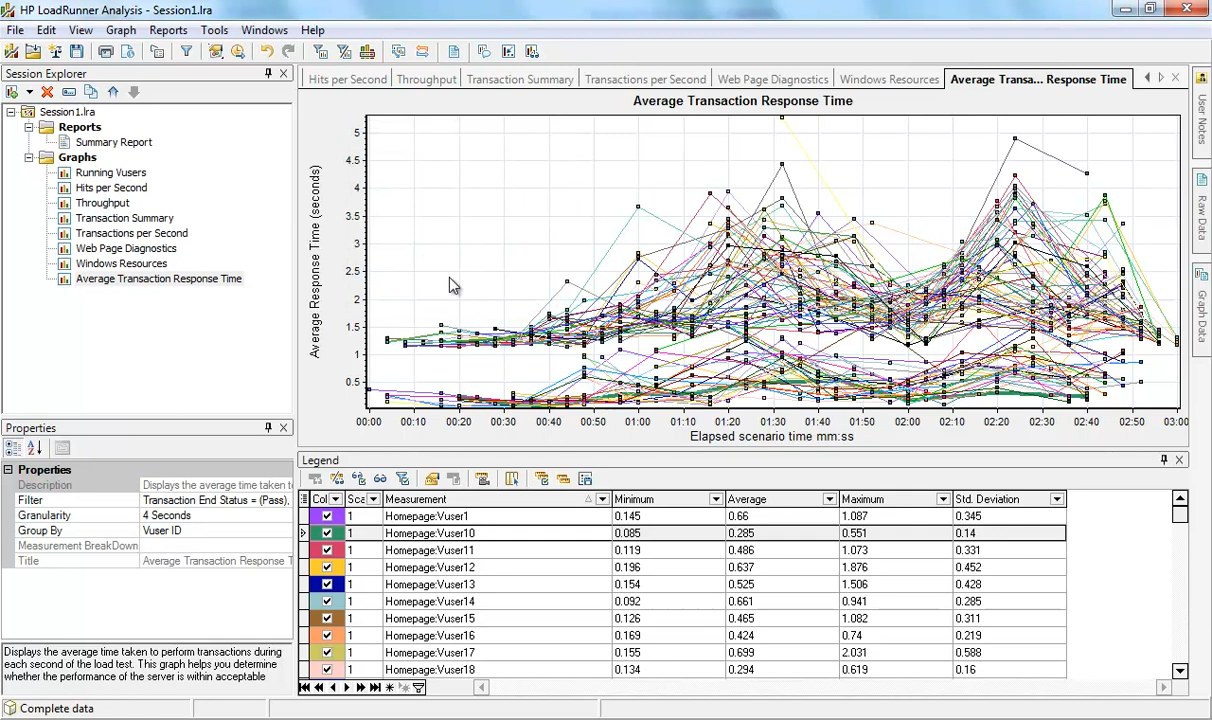 HP LoadRunner Analysis - Session1.lra
File Edit View Graph Reports Tools Windows Help
Session Explorer
Session1.lra
Reports
Summary Report
Graphs
Running Vusers
Hits per Second
Throughput
Transaction Summary
Transactions per Second
Web Page Diagnostics
Windows Resources
Average Transaction Response Time
Properties
Properties
Description Displays the average time taken t
Filter Transaction End Status = (Pass),
Granularity 4 Seconds
Group By Vuser ID
Measurement BreakDown
Title Average Transaction Response T
Displays the average time taken to perform transactions during
each second of the load test. This graph helps you determine
whether the performance of the server is within acceptable
Complete data
Hits per Second Throughput Transaction Summary Transactions per Second Web Page Diagnostics Windows Resources Average Transa... Response Time
Average Transaction Response Time
Average Response Time (seconds)
5
4.5
4
3.5
3
2.5
2
1.5
1
0.5
00:00 00:10 00:20 00:30 00:40 00:50 01:00 01:10 01:20 01:30 01:40 01:50 02:00 02:10 02:20 02:30 02:40 02:50 03:00
Elapsed scenario time mm:ss
Legend
Col Sca Measurement Minimum Average Maximum Std. Deviation
1 Homepage:Vuser1 0.145 0.66 1.087 0.345
1 Homepage:Vuser10 0.085 0.285 0.551 0.14
1 Homepage:Vuser11 0.119 0.486 1.073 0.331
1 Homepage:Vuser12 0.196 0.637 1.876 0.452
1 Homepage:Vuser13 0.154 0.525 1.506 0.428
1 Homepage:Vuser14 0.092 0.661 0.941 0.285
1 Homepage:Vuser15 0.126 0.465 1.082 0.311
1 Homepage:Vuser16 0.169 0.424 0.74 0.219
1 Homepage:Vuser17 0.155 0.699 2.031 0.588
1 Homepage:Vuser18 0.134 0.294 0.619 0.16
User Notes
Raw Data
Graph Data